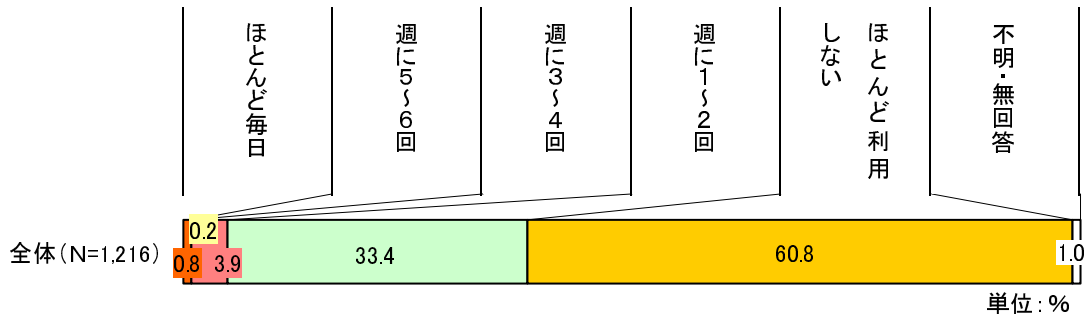 ほとんど毎日
週に5～6回
週に3～4回
週に1～2回
ほとんど利用
しない
不明・無回答
全体（N=1,216）
0.8
0.2
3.9
33.4
60.8
1.0
単位：％